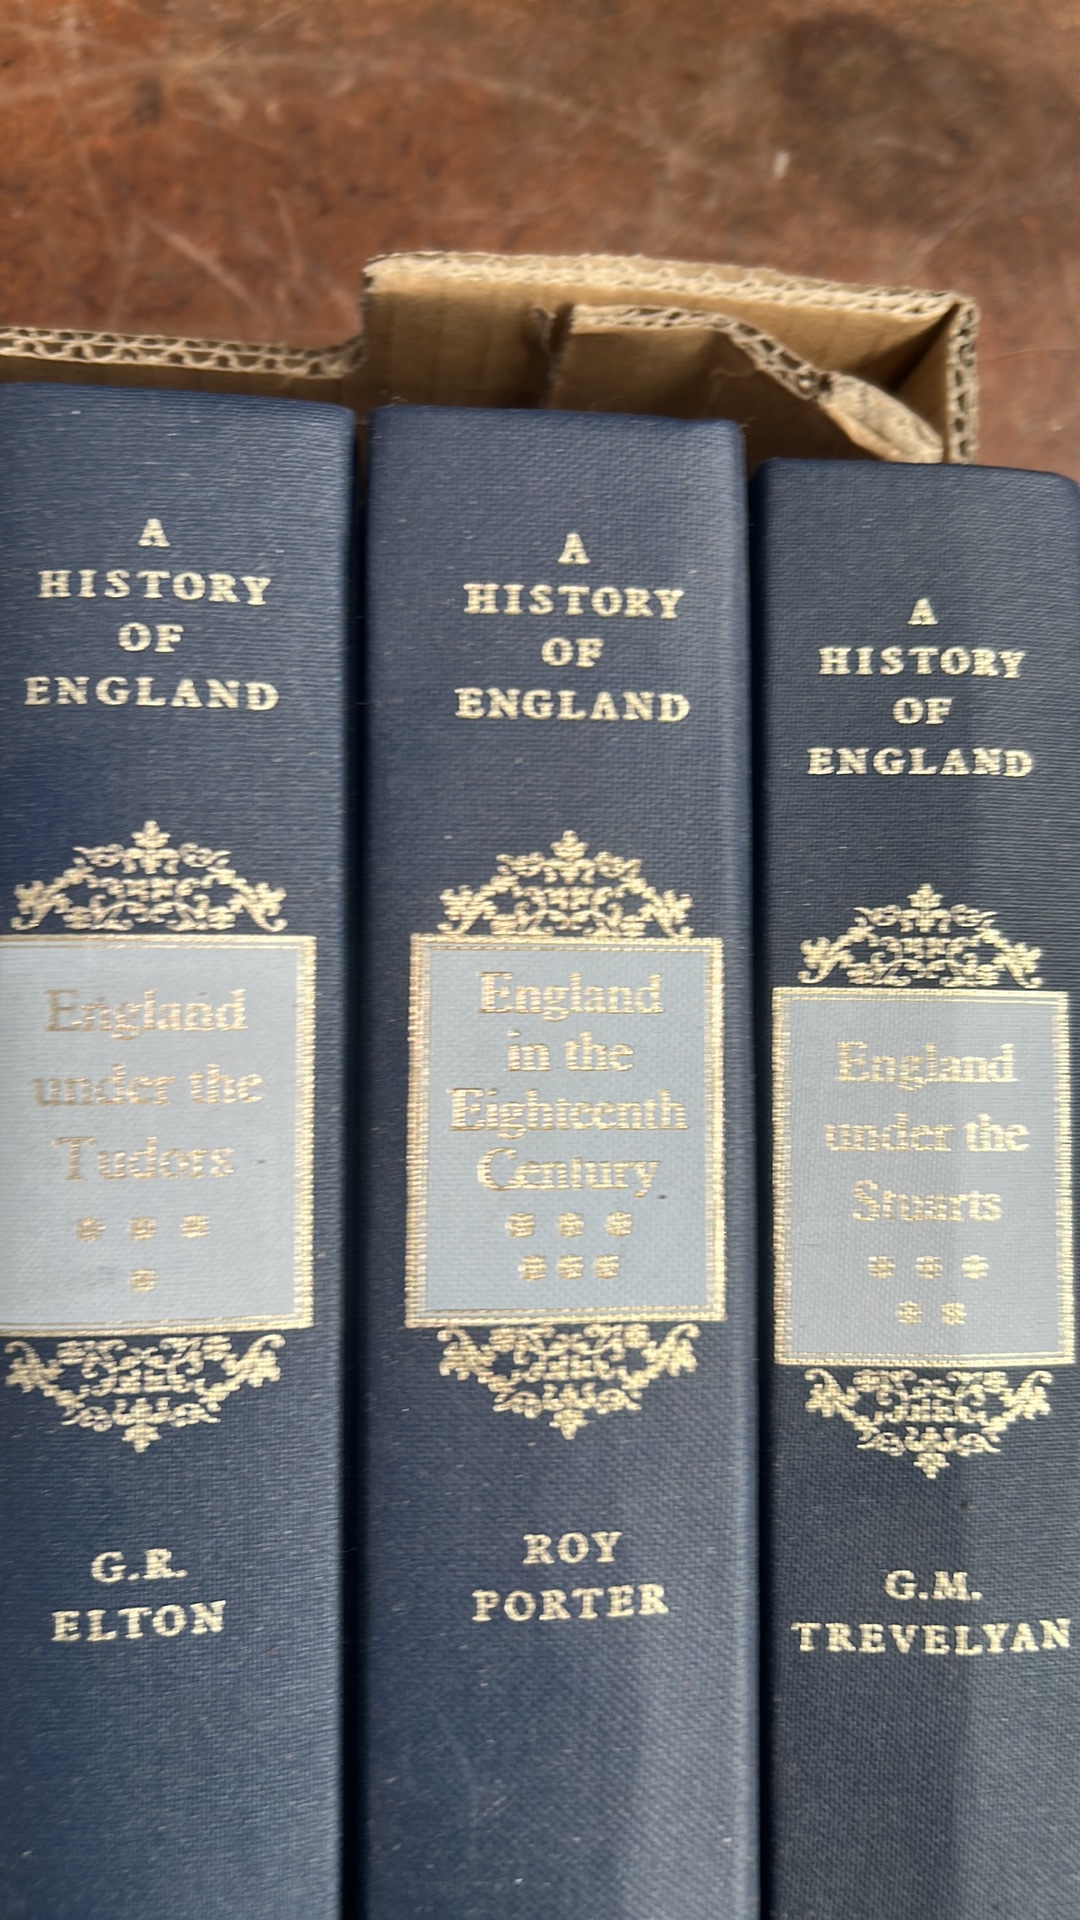 A
HISTORY
OF
ENGLAND
England
under the
Tudors
G.R.
ELTON
A
HISTORY
OF
ENGLAND
England
in the
Eighteenth
Century
ROY
PORTER
A
HISTORY
OF
ENGLAND
England
under the
Stuarts
G.M.
TREVELYAN